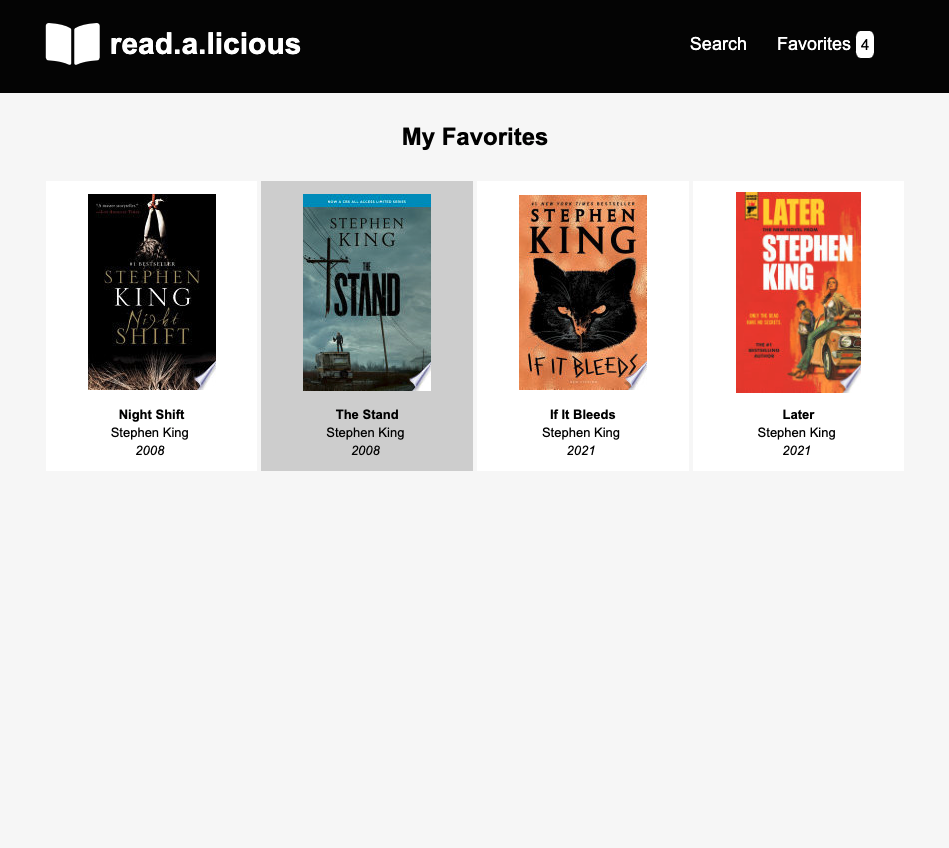 read.a.licious
Search
Favorites 4
My Favorites
#1 BESTSELLER
STEPHEN
KING
Night
SHIFT
NOW A CBS ALL ACCESS LIMITED SERIES
STEPHEN
KING
THE
STAND
#1 NEW YORK TIMES BESTSELLER
STEPHEN
KING
IF IT BLEEDS
LATER
THE NEW NOVEL FROM
STEPHEN
KING
ONLY THE DEAD
HAVE NO SECRETS.
THE #1
BESTSELLING
AUTHOR
Night Shift
Stephen King
2008
The Stand
Stephen King
2008
If It Bleeds
Stephen King
2021
Later
Stephen King
2021